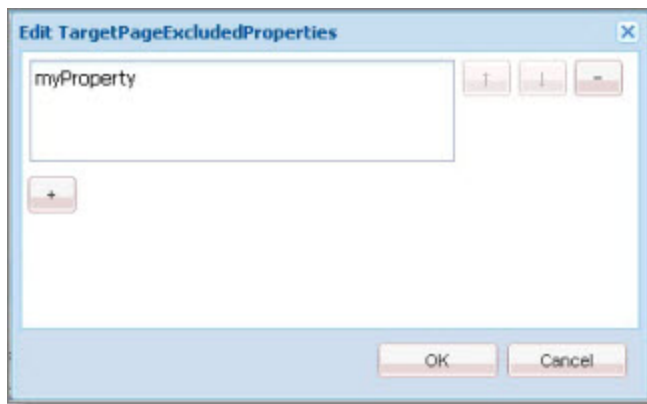 Edit TargetPageExcludedProperties
myProperty
↑ ↓ -
+
OK Cancel